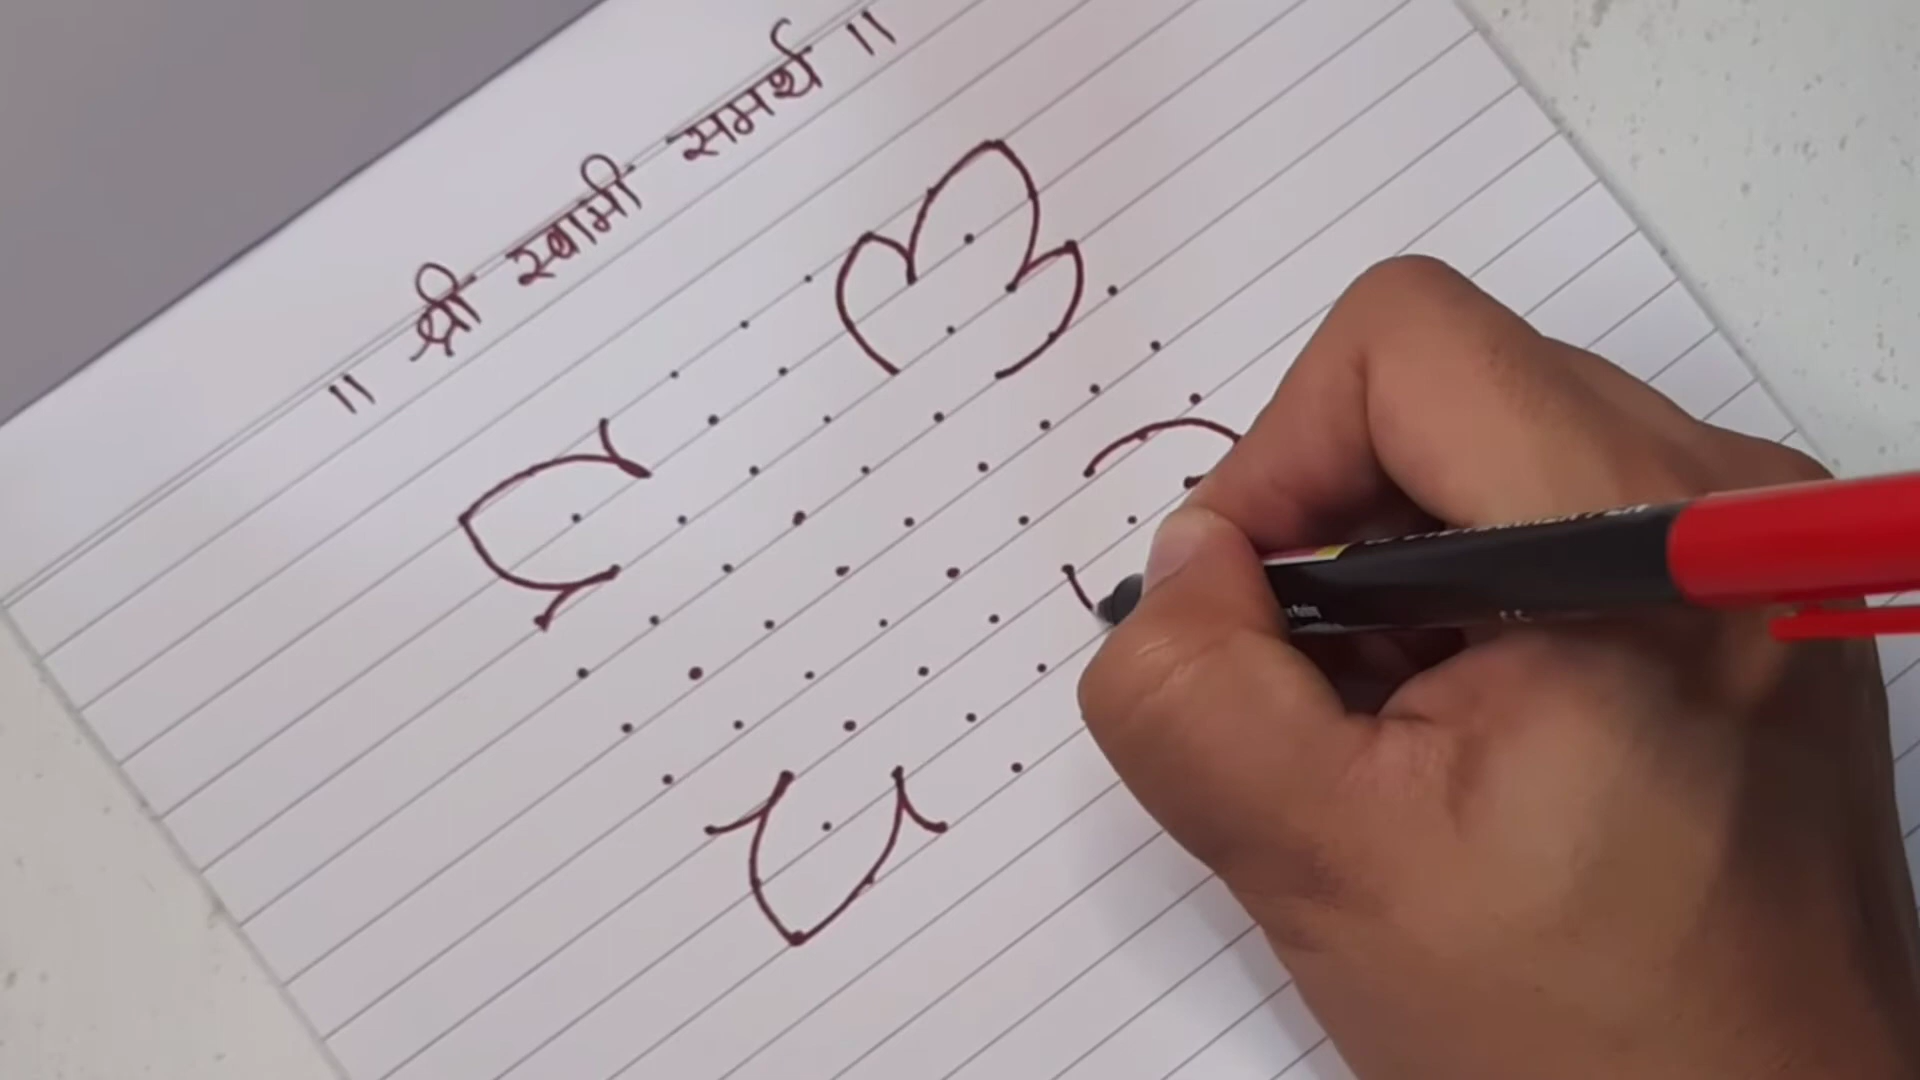 ॥ श्री स्वामी समर्थ ॥